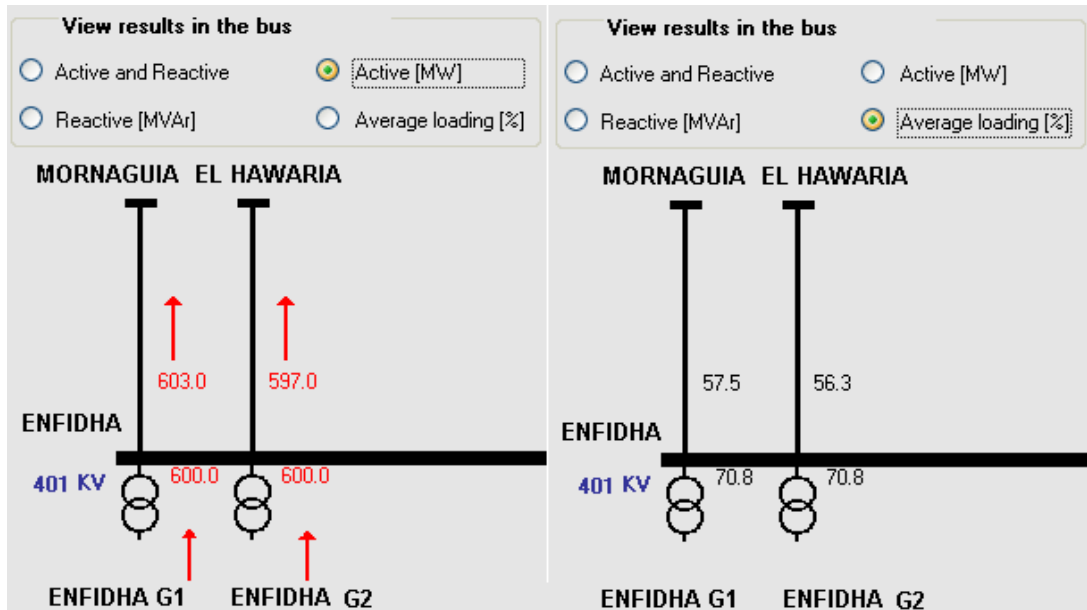 View results in the bus
Active and Reactive Active [MW]
Reactive [MVAr] Average loading [%]
MORNAGUIA EL HAWARIA
603.0 597.0
ENFIDHA
401 KV 600.0 600.0
ENFIDHA G1 ENFIDHA G2
View results in the bus
Active and Reactive Active [MW]
Reactive [MVAr] Average loading [%]
MORNAGUIA EL HAWARIA
57.5 56.3
ENFIDHA
401 KV 70.8 70.8
ENFIDHA G1 ENFIDHA G2